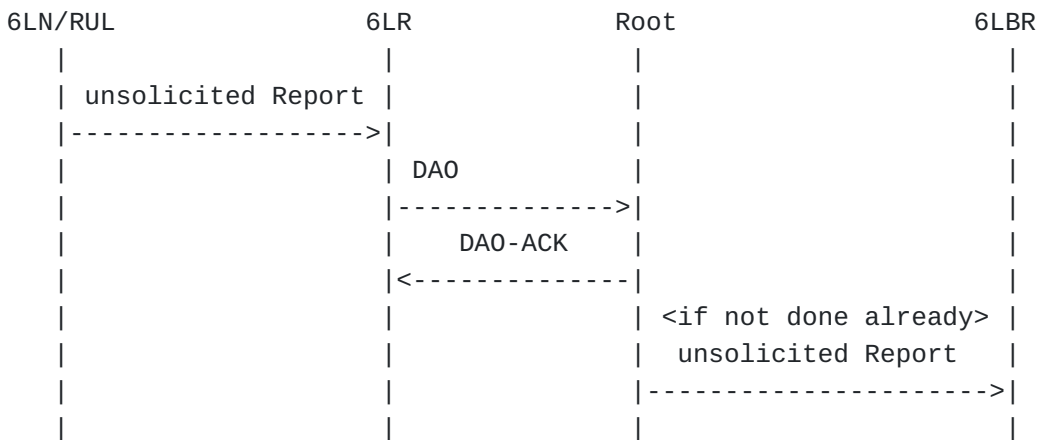 6LN/RUL 6LR Root 6LBR
unsolicited Report
DAO
DAO-ACK
<if not done already>
unsolicited Report